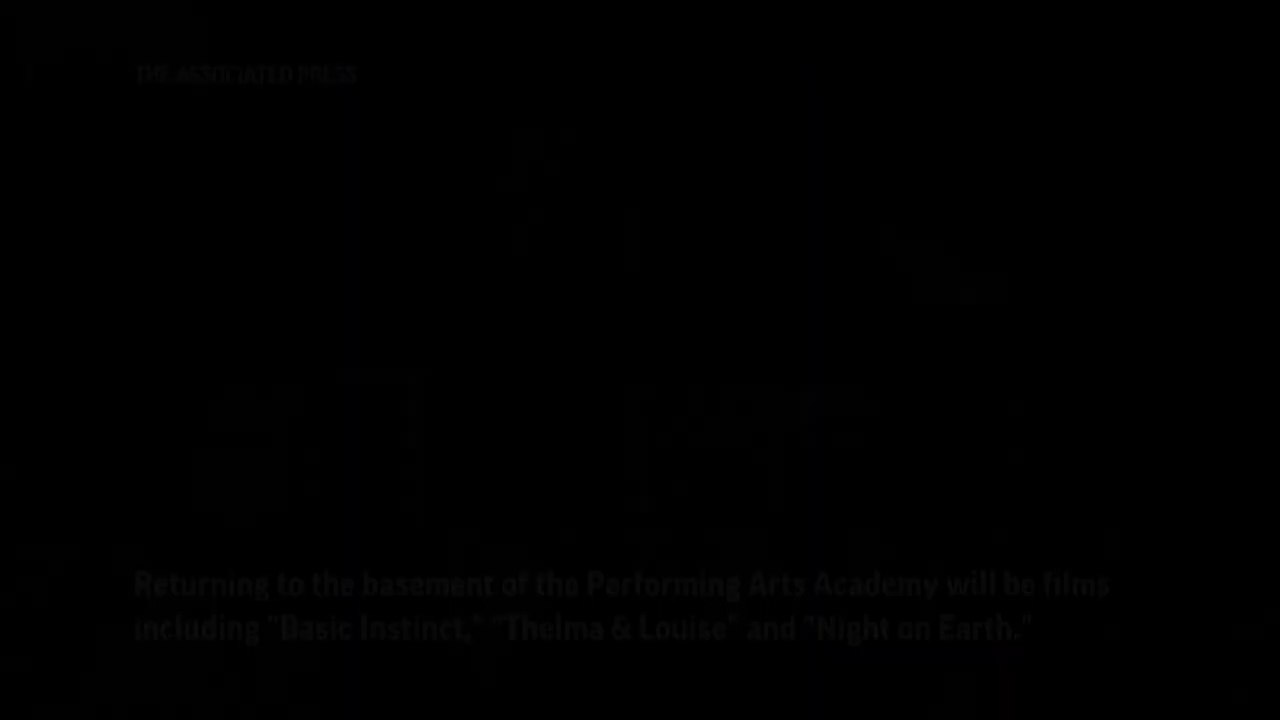 THE ASSOCIATED PRESS
Returning to the basement of the Performing Arts Academy will be films
including "Basic Instinct," "Thelma & Louise" and "Night on Earth."